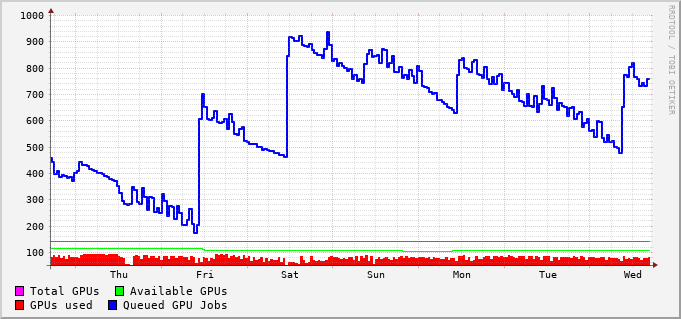 1000
900
800
700
600
500
400
300
200
100
Thu Fri Sat Sun Mon Tue Wed
Total GPUs Available GPUs
GPUs used Queued GPU Jobs
RRDTOOL / TOBI OETIKER